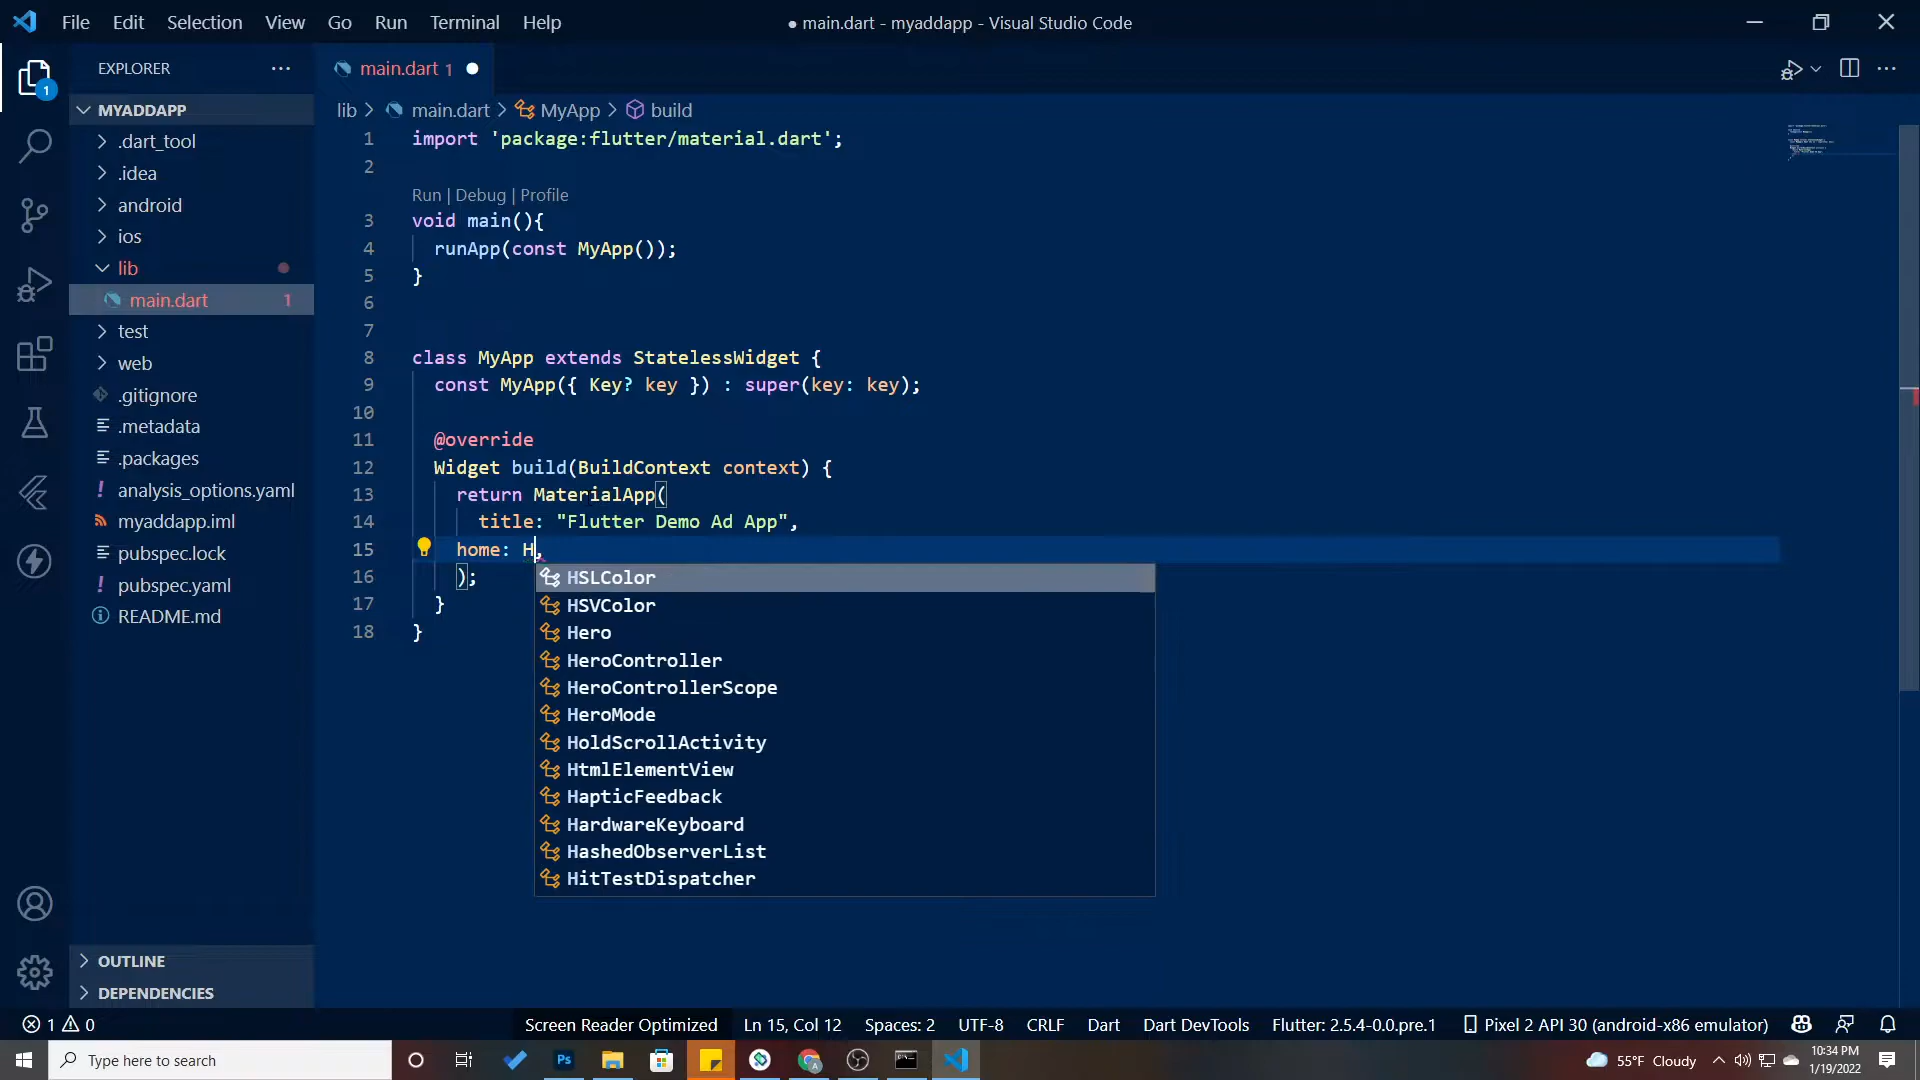 File Edit Selection View Go Run Terminal Help
● main.dart - myaddapp - Visual Studio Code
EXPLORER
main.dart 1
1
MYADDAPP
lib > main.dart > MyApp > build
.dart_tool
.idea
android
ios
lib
main.dart 1
test
web
.gitignore
.metadata
.packages
analysis_options.yaml
myaddapp.iml
pubspec.lock
pubspec.yaml
README.md
1 import 'package:flutter/material.dart';
2
Run | Debug | Profile
3 void main(){
4 runApp(const MyApp());
5 }
6
7
8 class MyApp extends StatelessWidget {
9 const MyApp({ Key? key }) : super(key: key);
10
11 @override
12 Widget build(BuildContext context) {
13 return MaterialApp(
14 title: "Flutter Demo Ad App",
15 home: H,
16 );
17 }
18 }
HSLColor
HSVColor
Hero
HeroController
HeroControllerScope
HeroMode
HoldScrollActivity
HtmlElementView
HapticFeedback
HardwareKeyboard
HashedObserverList
HitTestDispatcher
OUTLINE
DEPENDENCIES
1 0
Screen Reader Optimized Ln 15, Col 12 Spaces: 2 UTF-8 CRLF Dart Dart DevTools Flutter: 2.5.4-0.0.pre.1 Pixel 2 API 30 (android-x86 emulator)
Type here to search
Ps
55°F Cloudy
10:34 PM
1/19/2022